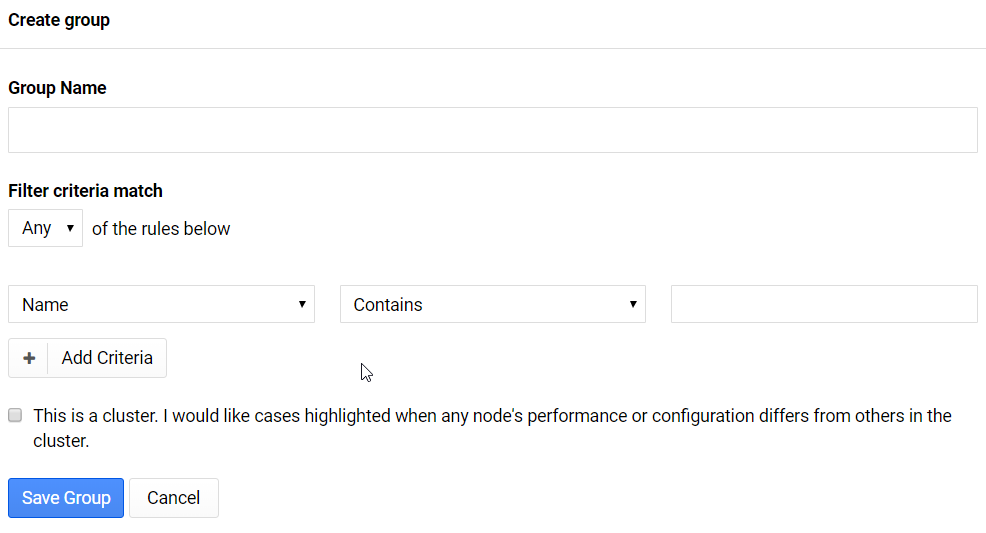 Create group
Group Name
Filter criteria match
Any of the rules below
Name Contains
Add Criteria
This is a cluster. I would like cases highlighted when any node's performance or configuration differs from others in the
cluster.
Save Group Cancel